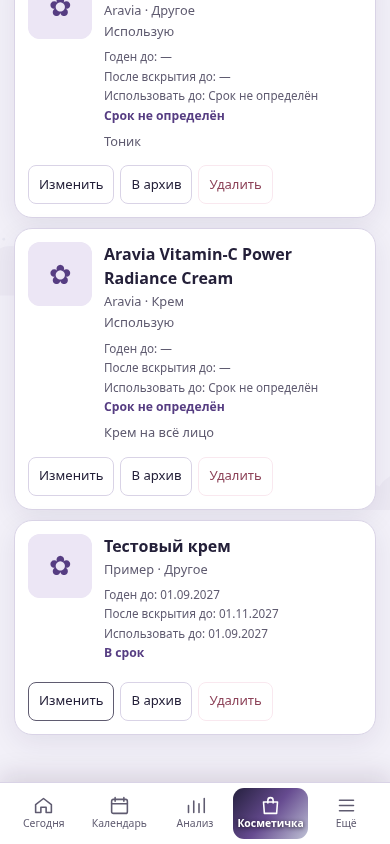 Aravia · Другое
Использую
Годен до: —
После вскрытия до: —
Использовать до: Срок не определён
Срок не определён
Тоник
Изменить В архив Удалить
Aravia Vitamin-C Power
Radiance Cream
Aravia · Крем
Использую
Годен до: —
После вскрытия до: —
Использовать до: Срок не определён
Срок не определён
Крем на всё лицо
Изменить В архив Удалить
Тестовый крем
Пример · Другое
Годен до: 01.09.2027
После вскрытия до: 01.11.2027
Использовать до: 01.09.2027
В срок
Изменить В архив Удалить
Сегодня Календарь Анализ Косметичка Ещё